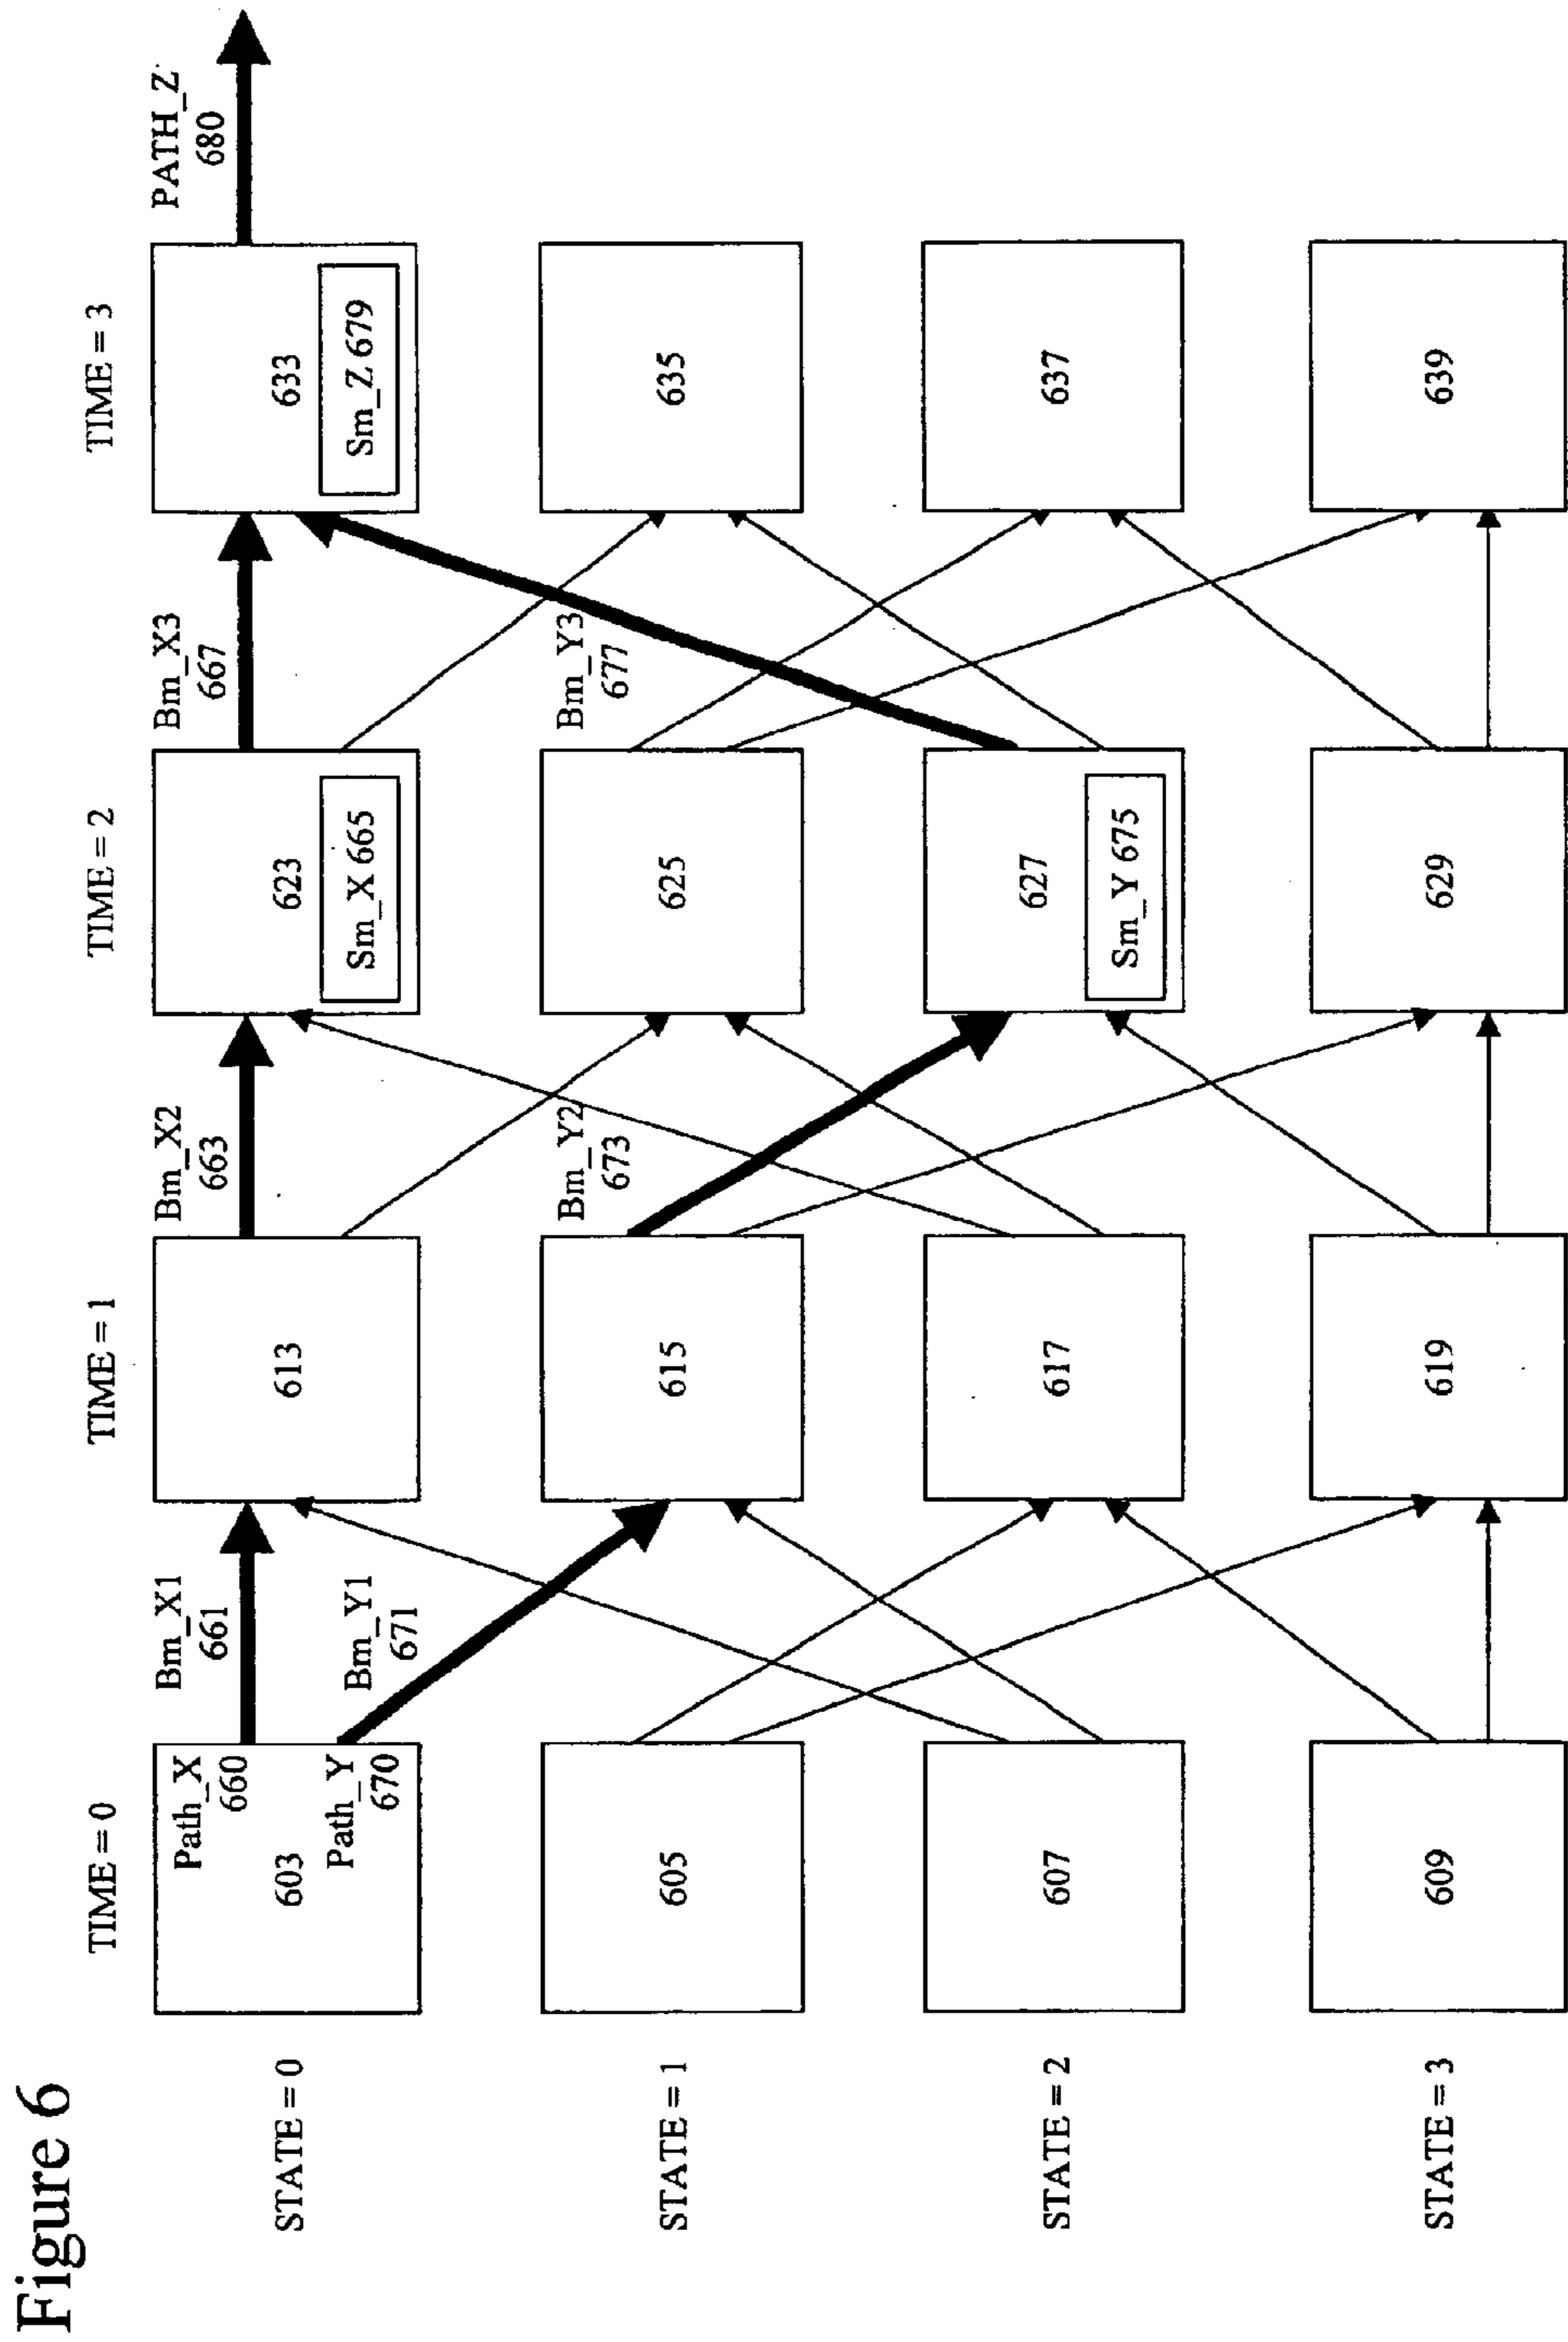 Figure 6
TIME = 0
TIME = 1
TIME = 2
TIME = 3
STATE = 0
Path_X
660
603
Path_Y
670
Bm_X1
661
Bm_Y1
671
613
Bm_X2
663
623
Sm_X 665
Bm_X3
667
633
Sm_Z 679
PATH_Z
680
STATE = 1
605
615
Bm_Y2
673
625
Bm_Y3
677
635
STATE = 2
607
617
627
Sm_Y 675
637
STATE = 3
609
619
629
639